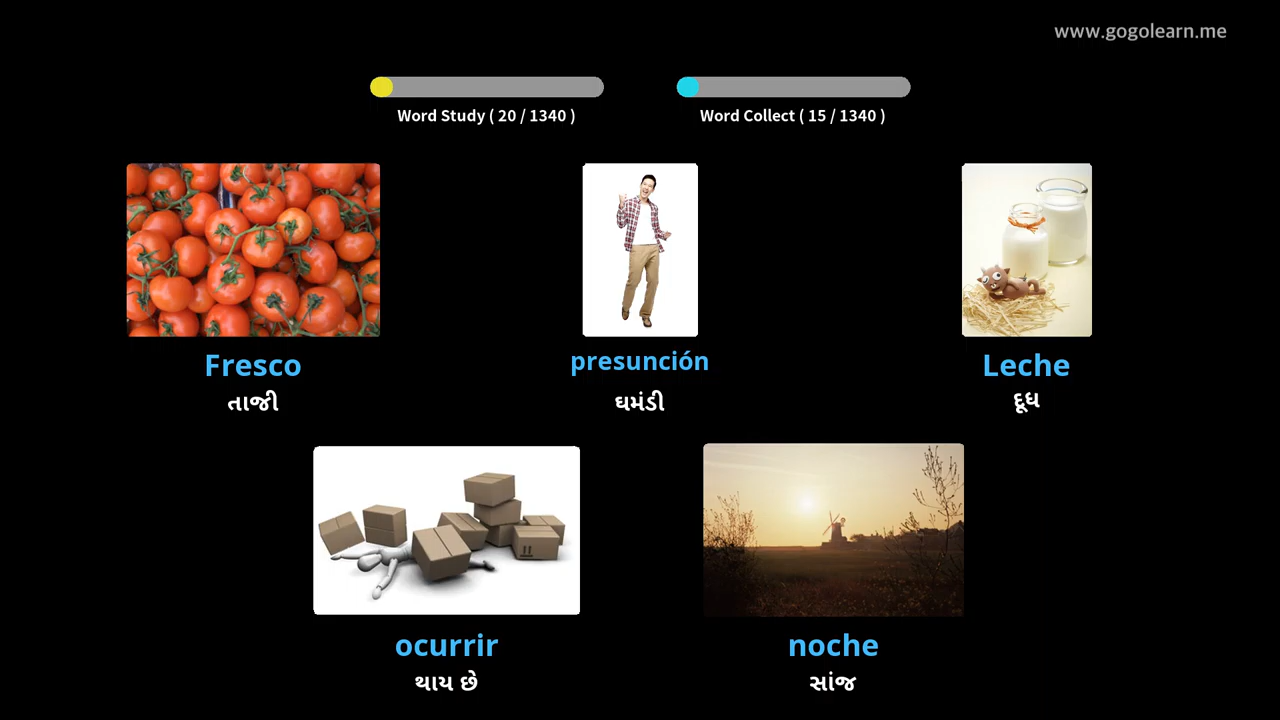 www.gogolearn.me
Word Study ( 20 / 1340 )
Word Collect ( 15 / 1340 )
Fresco
તાજી
presunción
ઘમંડી
Leche
દૂધ
ocurrir
થાય છે
noche
સાંજ